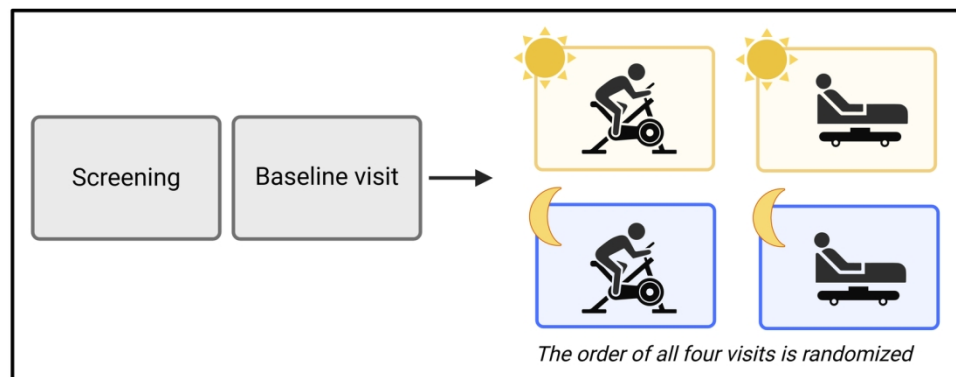 Screening
Baseline visit
The order of all four visits is randomized